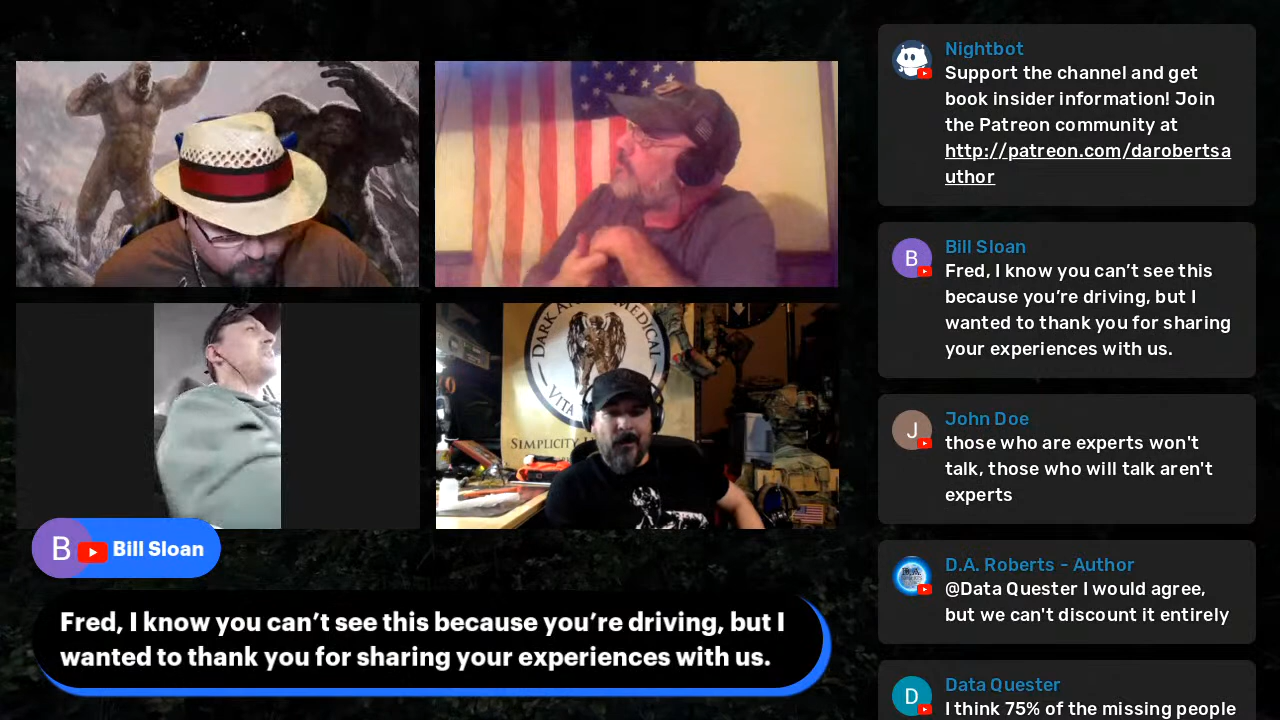 Nightbot
Support the channel and get
book insider information! Join
the Patreon community at
http://patreon.com/darobertsa
uthor
B
Bill Sloan
Fred, I know you can’t see this
because you’re driving, but I
wanted to thank you for sharing
your experiences with us.
J
John Doe
those who are experts won't
talk, those who will talk aren't
experts
D.A. Roberts - Author
@Data Quester I would agree,
but we can't discount it entirely
D
Data Quester
I think 75% of the missing people
DARK MEDICAL
VITA
SIMPLICITY
B Bill Sloan
Fred, I know you can’t see this because you’re driving, but I
wanted to thank you for sharing your experiences with us.